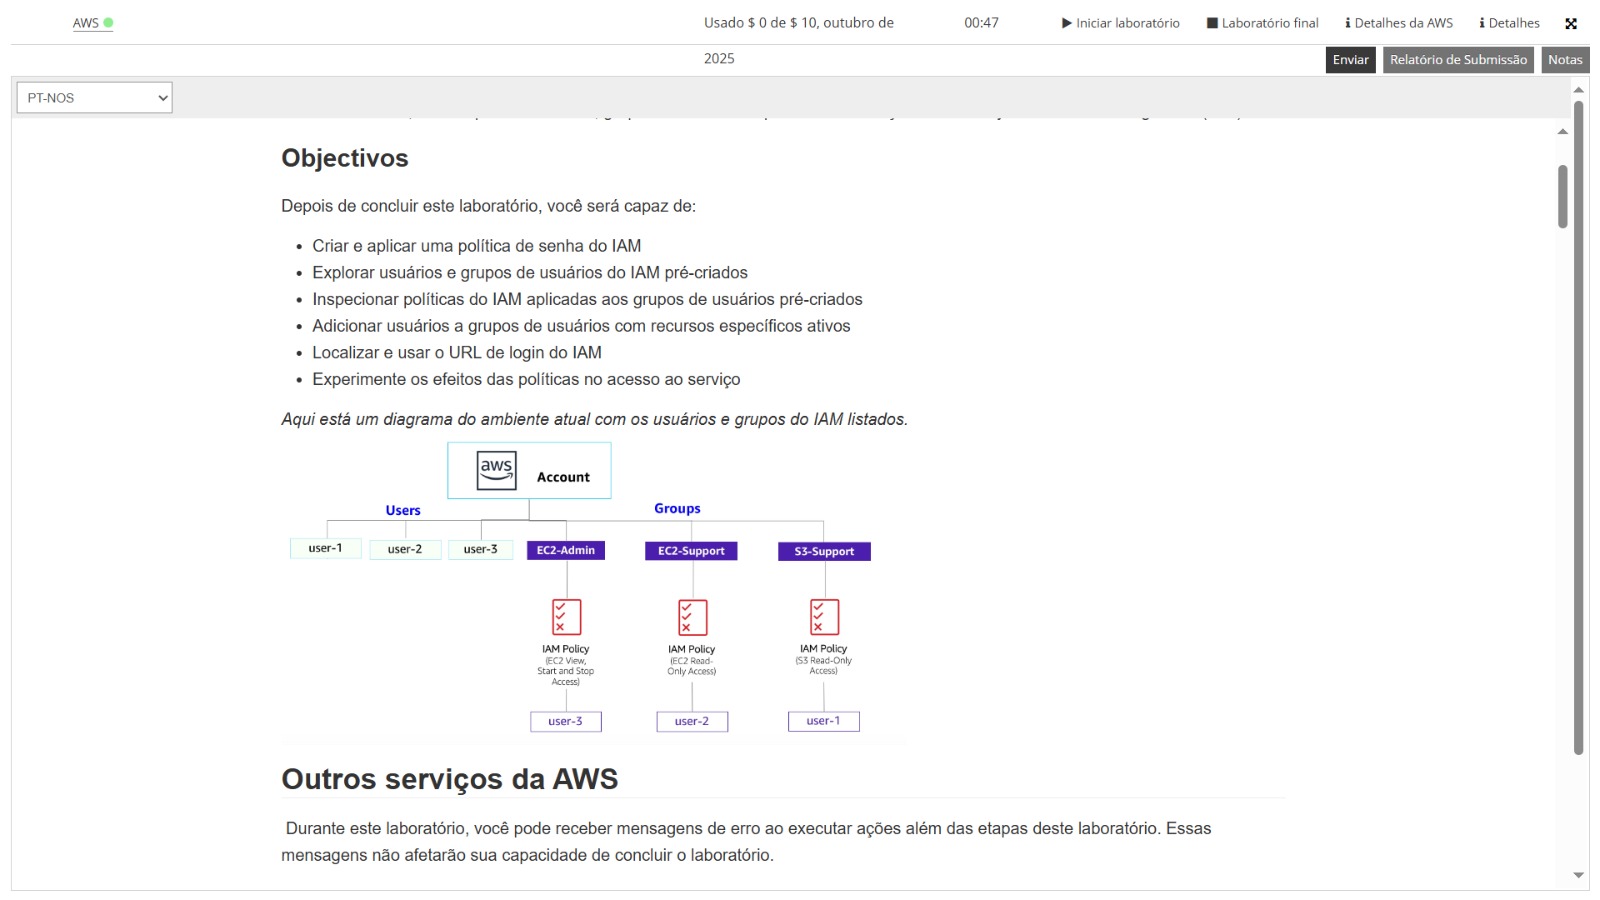 AWS
Usado $ 0 de $ 10, outubro de
2025
00:47
Iniciar laboratório
Laboratório final
Detalhes da AWS
Detalhes
Enviar
Relatório de Submissão
Notas
PT-NOS
Objectivos
Depois de concluir este laboratório, você será capaz de:
Criar e aplicar uma política de senha do IAM
Explorar usuários e grupos de usuários do IAM pré-criados
Inspecionar políticas do IAM aplicadas aos grupos de usuários pré-criados
Adicionar usuários a grupos de usuários com recursos específicos ativos
Localizar e usar o URL de login do IAM
Experimente os efeitos das políticas no acesso ao serviço
Aqui está um diagrama do ambiente atual com os usuários e grupos do IAM listados.
aws
Account
Users
Groups
user-1
user-2
user-3
EC2-Admin
EC2-Support
S3-Support
IAM Policy
(EC2 View,
Start and Stop
Access)
IAM Policy
(EC2 Read-
Only Access)
IAM Policy
(S3 Read-Only
Access)
user-3
user-2
user-1
Outros serviços da AWS
Durante este laboratório, você pode receber mensagens de erro ao executar ações além das etapas deste laboratório. Essas
mensagens não afetarão sua capacidade de concluir o laboratório.